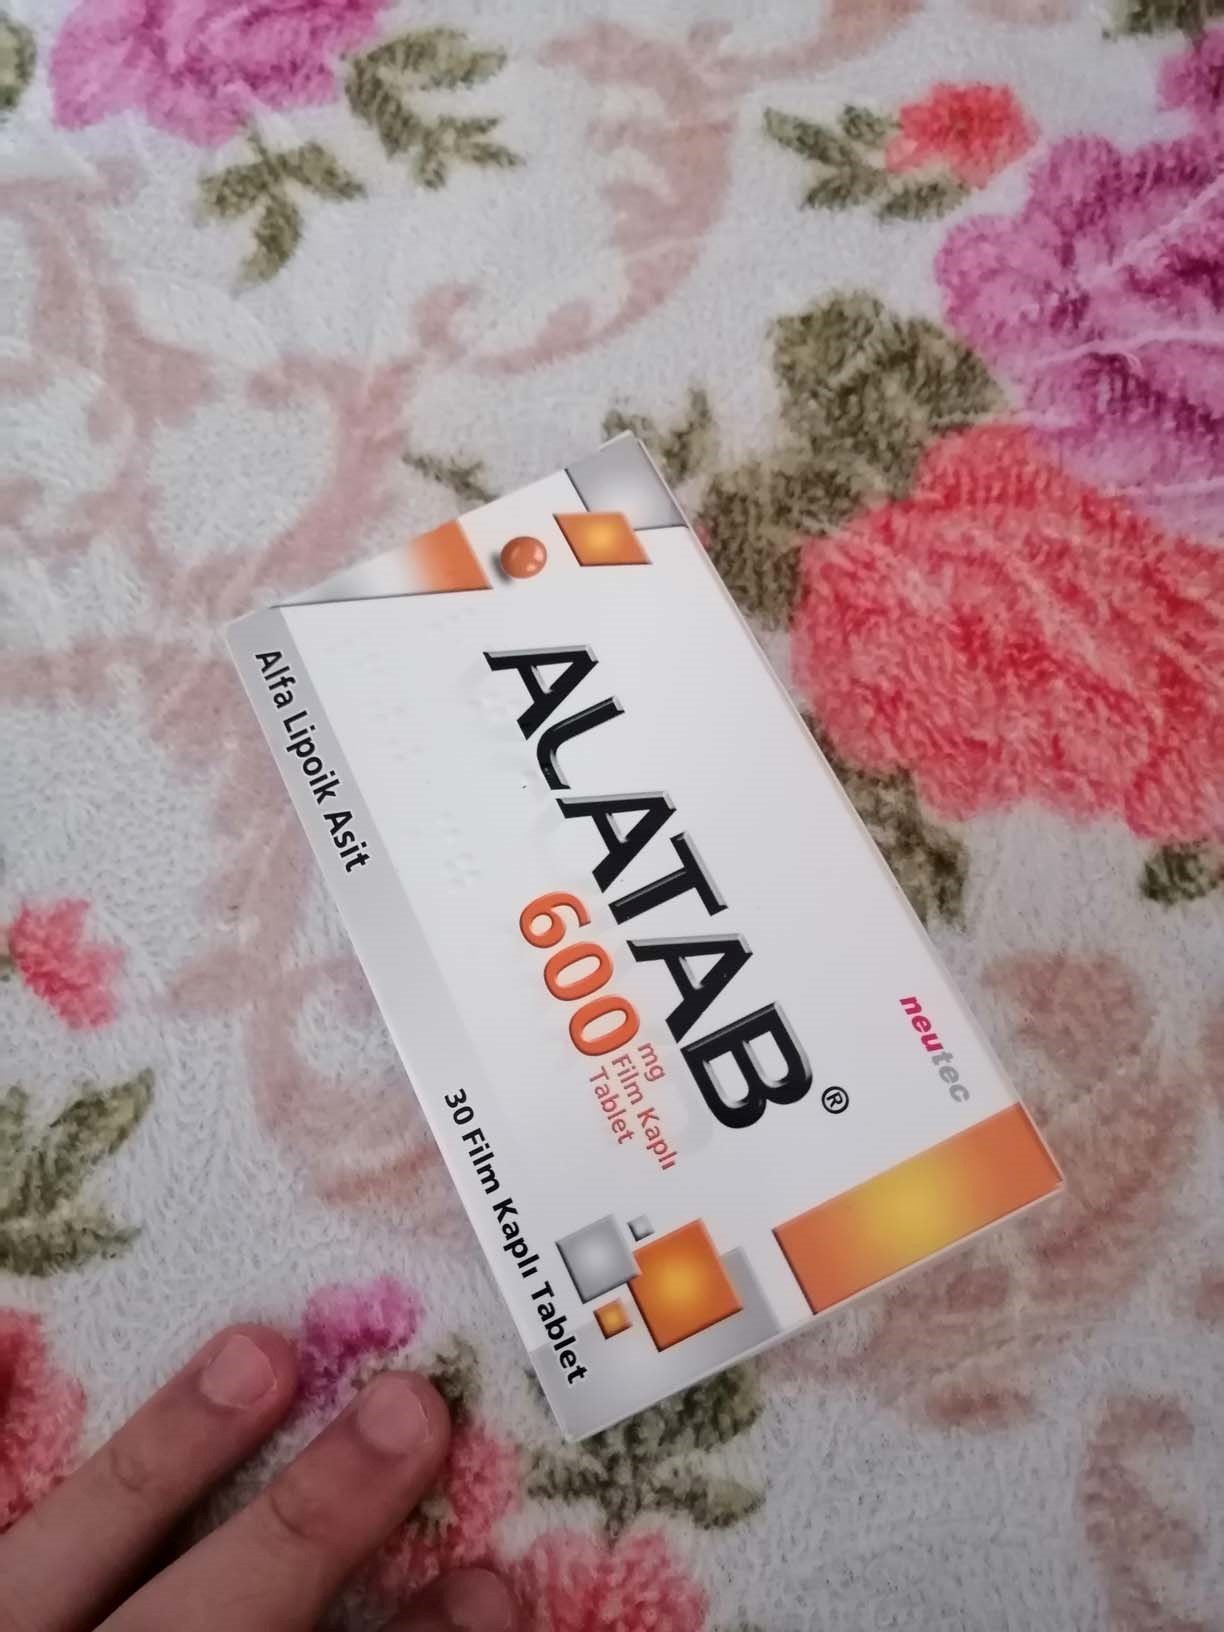 neutec
ALATAB®
600 mg
Film Kaplı
Tablet
Alfa Lipoik Asit
30 Film Kaplı Tablet